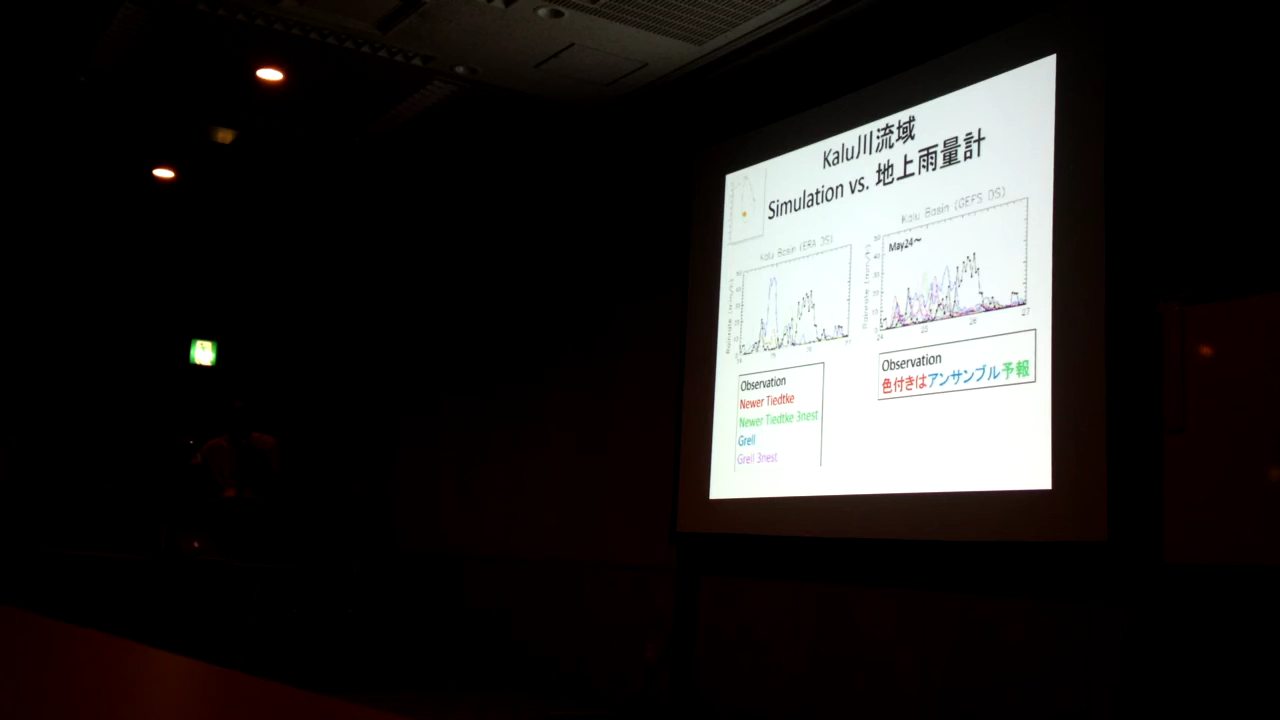 Kalu川流域
Simulation vs. 地上雨量計
Kalu Basin (ERA DS)
Kalu Basin (GEFS DS)
May24～
Observation
Newer Tiedtke
Newer Tiedtke 3nest
Grell
Grell 3nest
Observation
色付きはアンサンブル予報